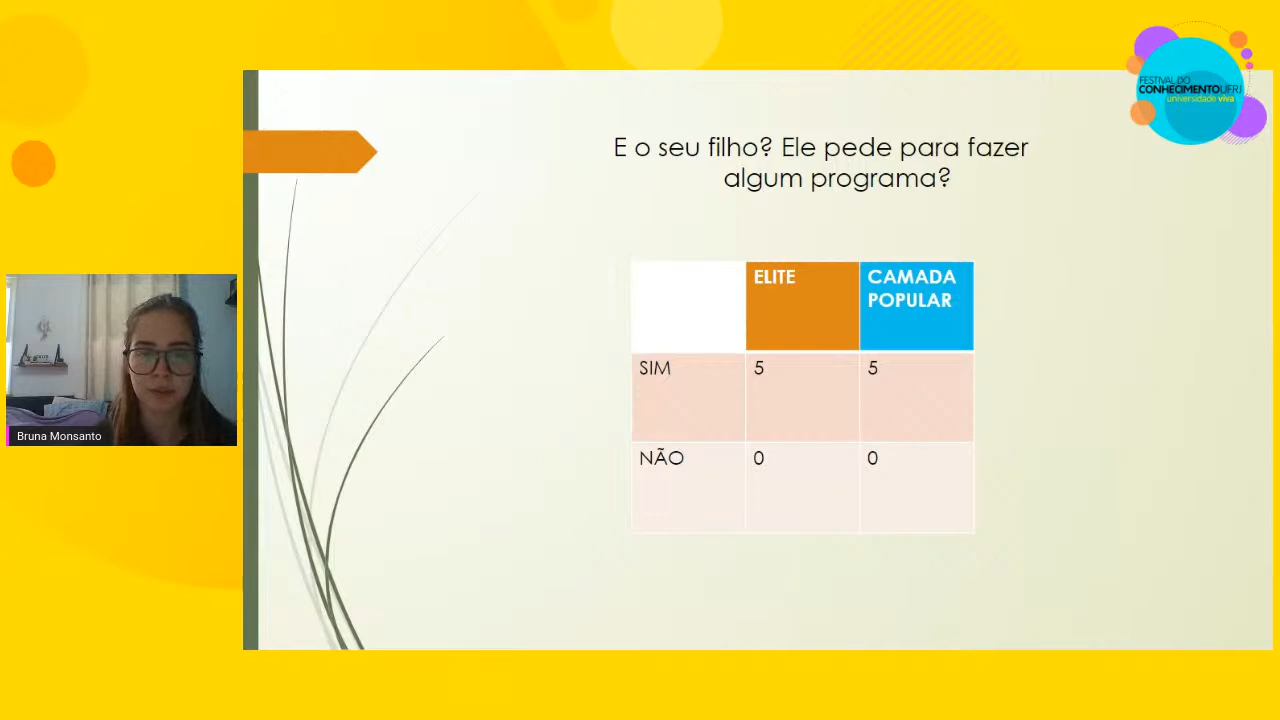 FESTIVAL DO
CONHECIMENTO UFRJ
universidade viva
E o seu filho? Ele pede para fazer
algum programa?
ELITE
CAMADA
POPULAR
SIM
5
5
NÃO
0
0
Bruna Monsanto